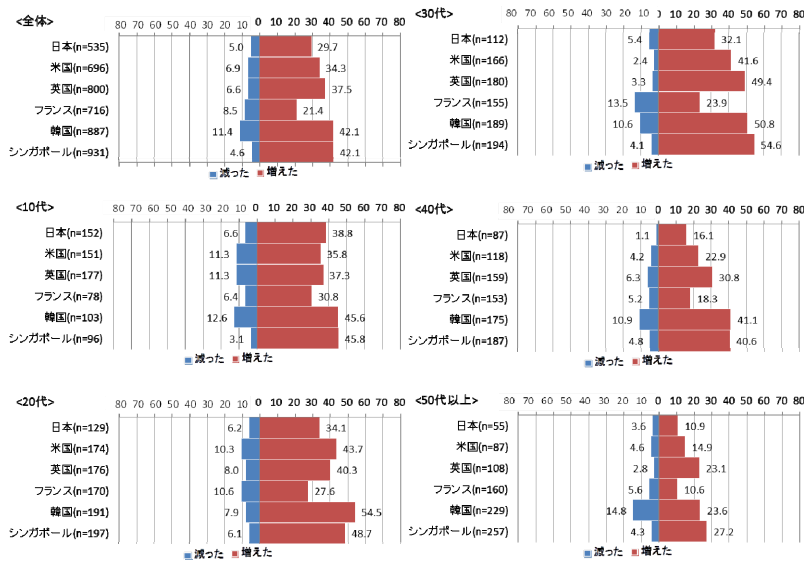 <全体>
80 70 60 50 40 30 20 10 0 0 10 20 30 40 50 60 70 80
日本(n=535) 5.0 29.7
米国(n=696) 6.9 34.3
英国(n=800) 6.6 37.5
フランス(n=716) 8.5 21.4
韓国(n=887) 11.4 42.1
シンガポール(n=931) 4.6 42.1
減った 増えた
<10代>
80 70 60 50 40 30 20 10 0 0 10 20 30 40 50 60 70 80
日本(n=152) 6.6 38.8
米国(n=151) 11.3 35.8
英国(n=177) 11.3 37.3
フランス(n=78) 6.4 30.8
韓国(n=103) 12.6 45.6
シンガポール(n=96) 3.1 45.8
減った 増えた
<20代>
80 70 60 50 40 30 20 10 0 0 10 20 30 40 50 60 70 80
日本(n=129) 6.2 34.1
米国(n=174) 10.3 43.7
英国(n=176) 8.0 40.3
フランス(n=170) 10.6 27.6
韓国(n=191) 7.9 54.5
シンガポール(n=197) 6.1 48.7
減った 増えた
<30代>
80 70 60 50 40 30 20 10 0 0 10 20 30 40 50 60 70 80
日本(n=112) 5.4 32.1
米国(n=166) 2.4 41.6
英国(n=180) 3.3 49.4
フランス(n=155) 13.5 23.9
韓国(n=189) 10.6 50.8
シンガポール(n=194) 4.1 54.6
減った 増えた
<40代>
80 70 60 50 40 30 20 10 0 0 10 20 30 40 50 60 70 80
日本(n=87) 1.1 16.1
米国(n=118) 4.2 22.9
英国(n=159) 6.3 30.8
フランス(n=153) 5.2 18.3
韓国(n=175) 10.9 41.1
シンガポール(n=187) 4.8 40.6
減った 増えた
<50代以上>
80 70 60 50 40 30 20 10 0 0 10 20 30 40 50 60 70 80
日本(n=55) 3.6 10.9
米国(n=87) 4.6 14.9
英国(n=108) 2.8 23.1
フランス(n=160) 5.6 10.6
韓国(n=229) 14.8 23.6
シンガポール(n=257) 4.3 27.2
減った 増えた